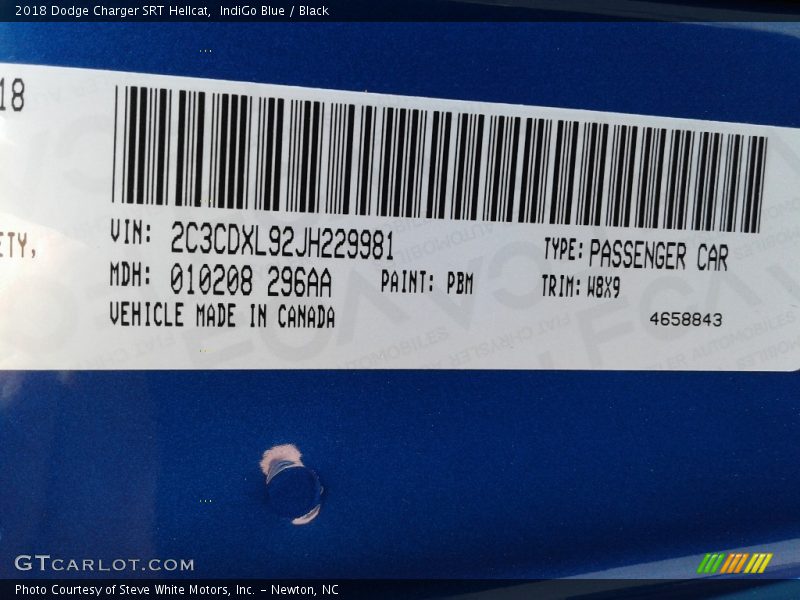 2018 Dodge Charger SRT Hellcat,  IndiGo Blue / Black
18
ETY,
VIN: 2C3CDXL92JH229981
TYPE: PASSENGER CAR
MDH: 010208 296AA
PAINT: PBM
TRIM: W8X9
VEHICLE MADE IN CANADA
4658843
GTCARLOT.COM
Photo Courtesy of Steve White Motors, Inc. – Newton, NC